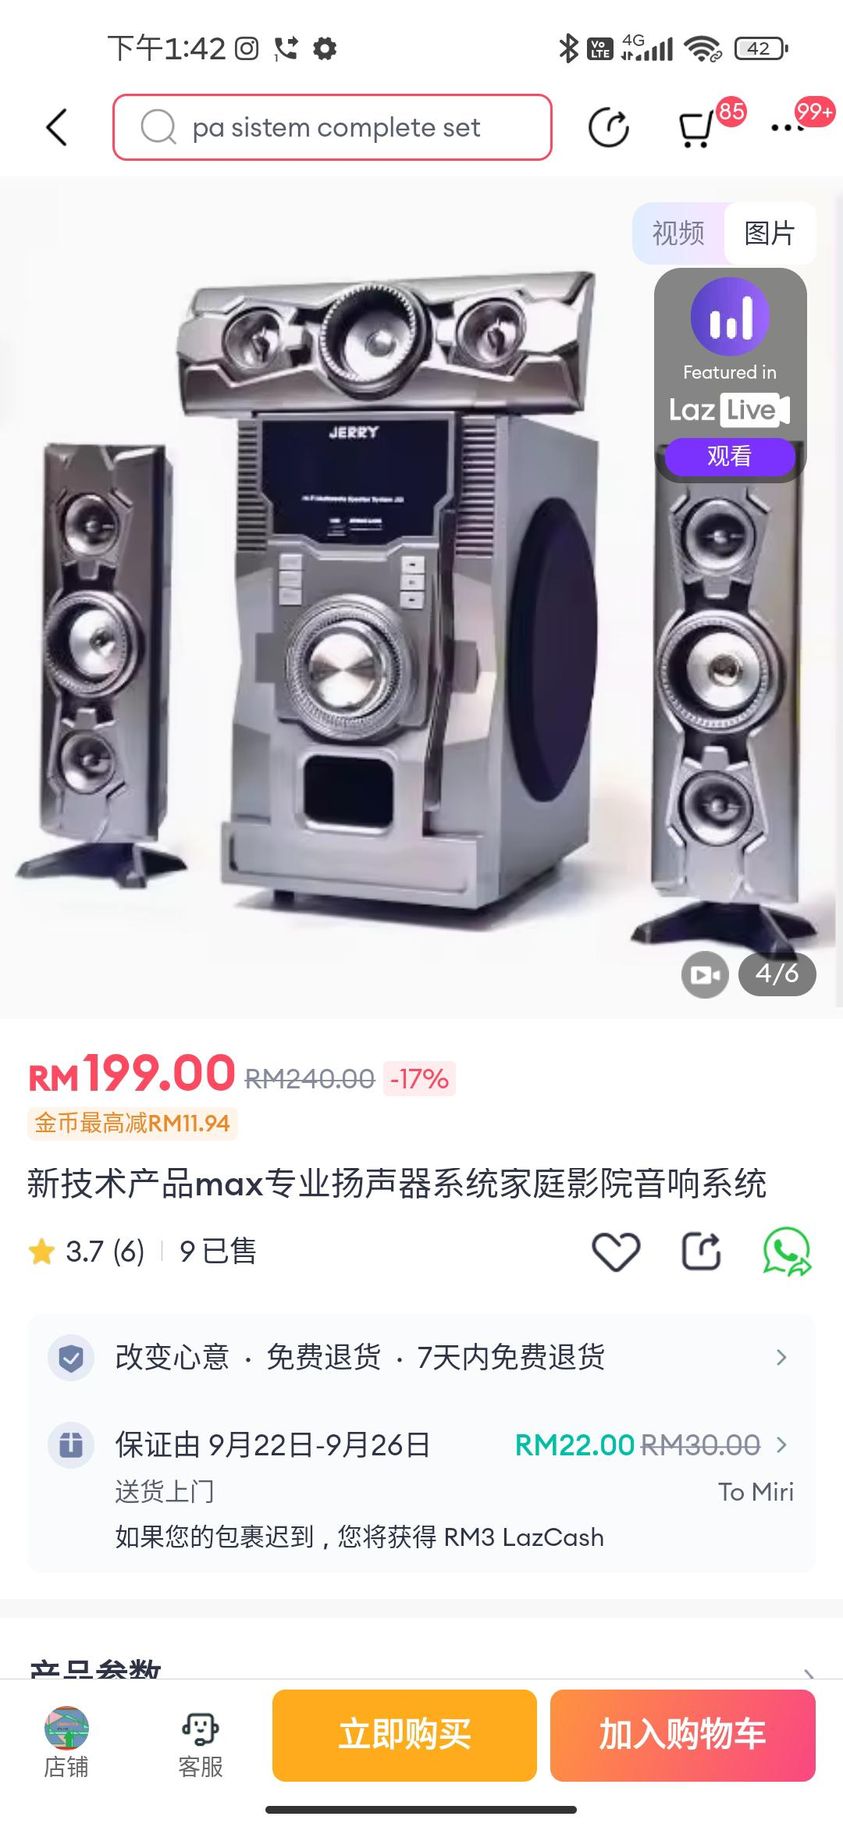 下午1:42
4G
Vo LTE
42
pa sistem complete set
85
99+
视频
图片
Featured in
Laz Live
观看
JERRY
4/6
RM199.00 RM240.00 -17%
金币最高减RM11.94
新技术产品max专业扬声器系统家庭影院音响系统
3.7 (6) 9 已售
改变心意 · 免费退货 · 7天内免费退货
保证由 9月22日-9月26日 RM22.00 RM30.00
送货上门 To Miri
如果您的包裹迟到 , 您将获得 RM3 LazCash
产品参数
店铺
客服
立即购买
加入购物车